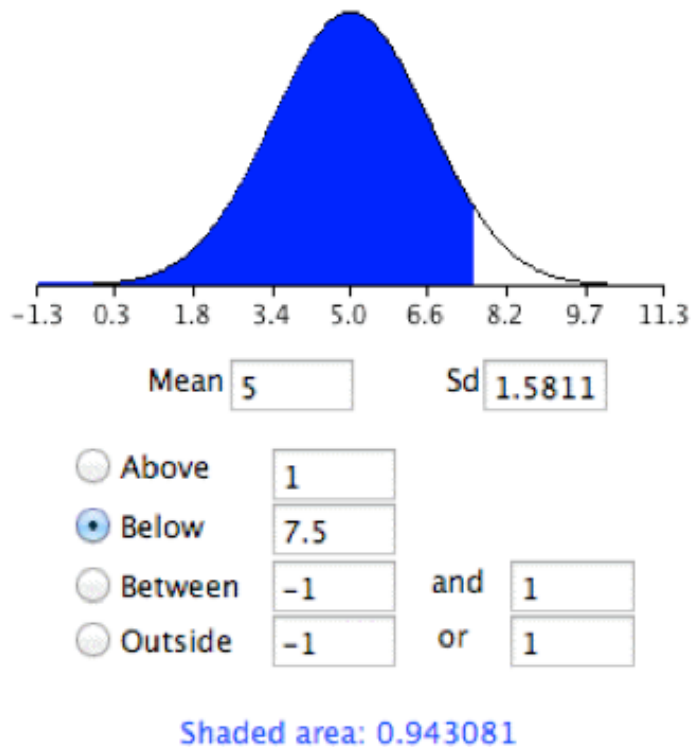 -1.3 0.3 1.8 3.4 5.0 6.6 8.2 9.7 11.3
Mean 5 Sd 1.5811
Above 1
Below 7.5
Between -1 and 1
Outside -1 or 1
Shaded area: 0.943081